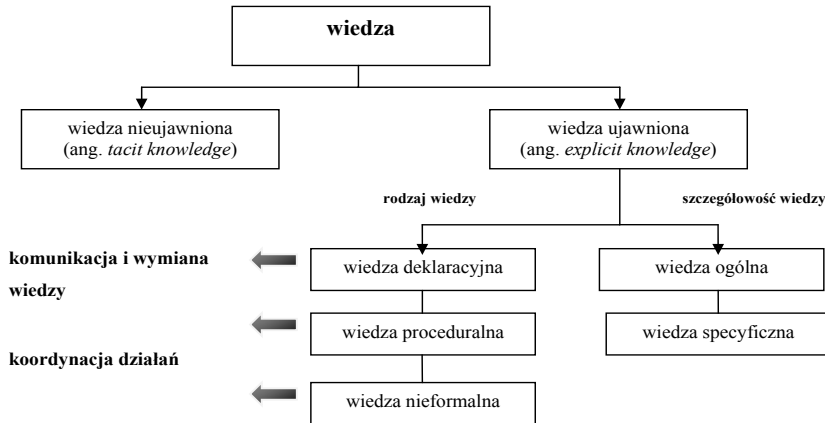 wiedza
wiedza nieujawniona
(ang. tacit knowledge)
wiedza ujawniona
(ang. explicit knowledge)
rodzaj wiedzy
szczegółowość wiedzy
komunikacja i wymiana
wiedzy
koordynacja działań
wiedza deklaracyjna
wiedza proceduralna
wiedza nieformalna
wiedza ogólna
wiedza specyficzna